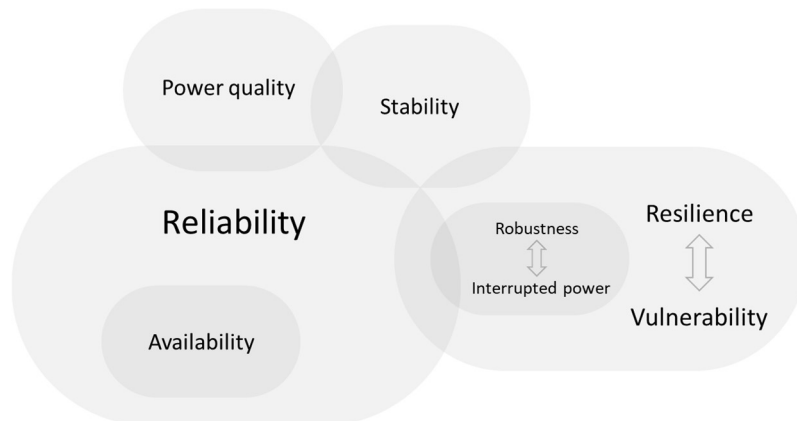 Power quality
Stability
Reliability
Robustness
Resilience
Interrupted power
Vulnerability
Availability